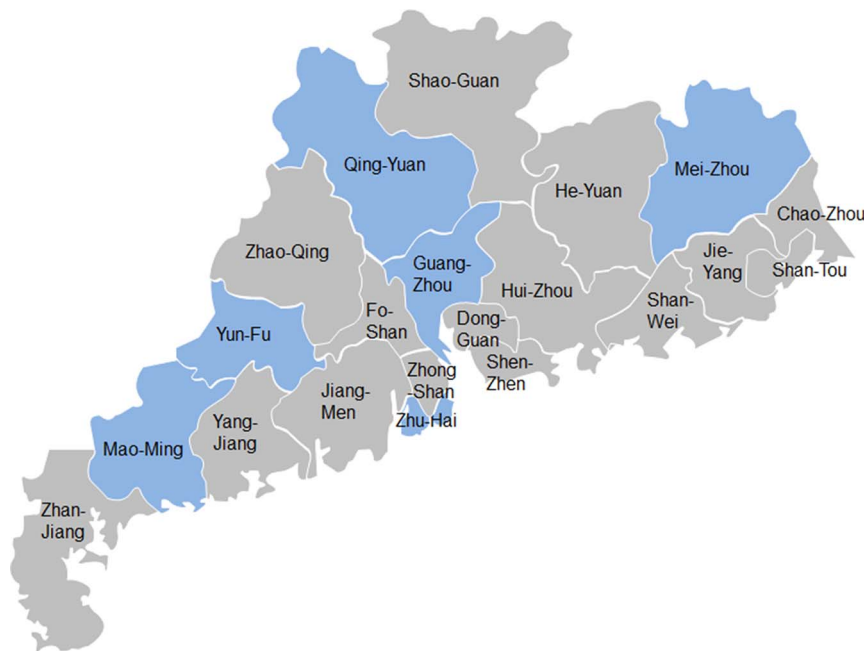 Shao-Guan
Qing-Yuan
Mei-Zhou
He-Yuan
Chao-Zhou
Zhao-Qing
Guang-
Zhou
Jie-
Yang
Shan-Tou
Hui-Zhou
Shan-
Wei
Fo-
Shan
Dong-
Guan
Yun-Fu
Shen-
Zhen
Zhong
-Shan
Jiang-
Men
Zhu-Hai
Yang-
Jiang
Mao-Ming
Zhan-
Jiang